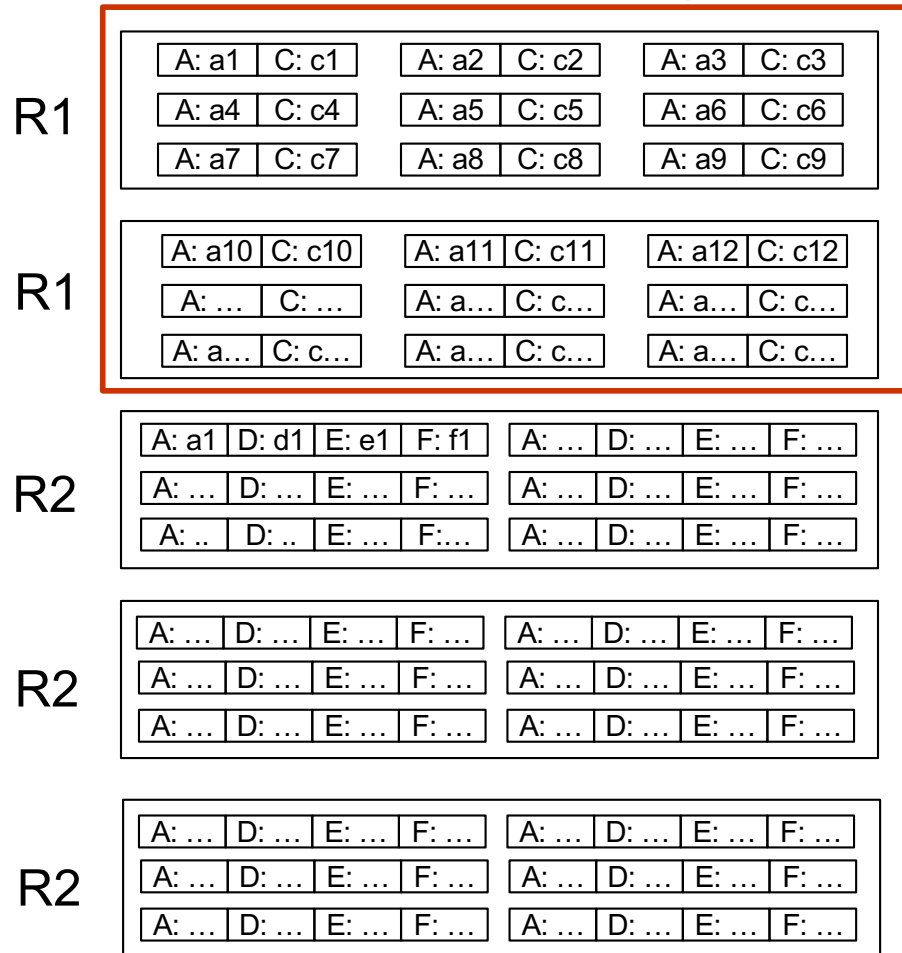 R1
A: a1 C: c1 A: a2 C: c2 A: a3 C: c3
A: a4 C: c4 A: a5 C: c5 A: a6 C: c6
A: a7 C: c7 A: a8 C: c8 A: a9 C: c9
R1
A: a10 C: c10 A: a11 C: c11 A: a12 C: c12
A: … C: … A: a… C: c… A: a… C: c…
A: a… C: c… A: a… C: c… A: a… C: c…
R2
A: a1 D: d1 E: e1 F: f1 A: … D: … E: … F: …
A: … D: … E: … F: … A: … D: … E: … F: …
A: .. D: .. E: … F:… A: … D: … E: … F: …
R2
A: … D: … E: … F: … A: … D: … E: … F: …
A: … D: … E: … F: … A: … D: … E: … F: …
A: … D: … E: … F: … A: … D: … E: … F: …
R2
A: … D: … E: … F: … A: … D: … E: … F: …
A: … D: … E: … F: … A: … D: … E: … F: …
A: … D: … E: … F: … A: … D: … E: … F: …